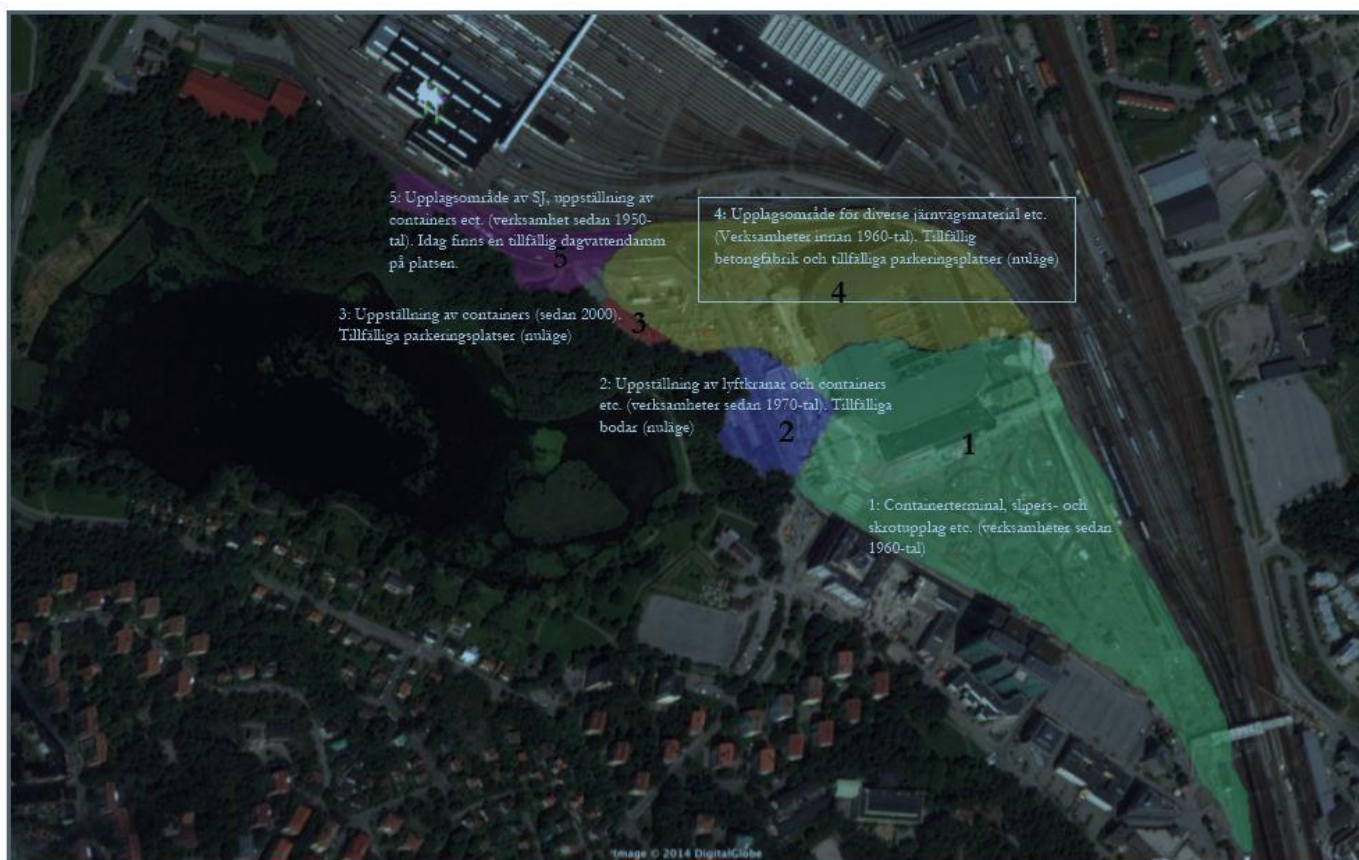 5: Upplagsområde av SJ, uppställning av
containers ect. (verksamhet sedan 1950-
tal). Idag finns en tillfällig dagvattendamm
på platsen.
5
4: Upplagsområde för diverse järnvägsmaterial etc.
(Verksamheter innan 1960-tal). Tillfällig
betongfabrik och tillfälliga parkeringsplatser (nuläge)
4
3: Uppställning av containers (sedan 2000).
Tillfälliga parkeringsplatser (nuläge)
3
2: Uppställning av lyftkranar och containers
etc. (verksamheter sedan 1970-tal). Tillfälliga
bodar (nuläge)
2
1
1: Containerterminal, slipers- och
skrotupplag etc. (verksamheter sedan
1960-tal)
Image © 2014 DigitalGlobe